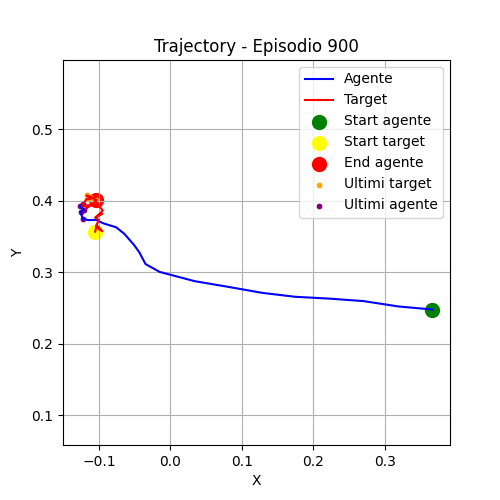 Trajectory - Episodio 900
Agente
Target
Start agente
Start target
End agente
Ultimi target
Ultimi agente
Y
0.5
0.4
0.3
0.2
0.1
−0.1
0.0
0.1
0.2
0.3
X